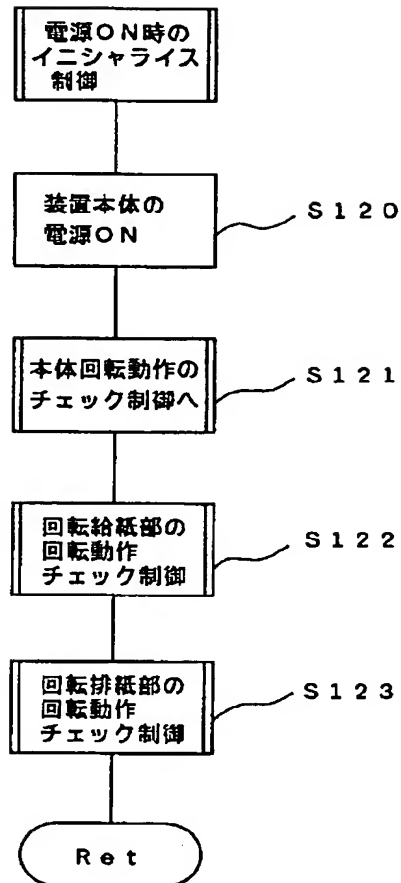 電源ON時の
イニシャライス
制御
装置本体の
電源ON
S120
本体回転動作の
チェック制御へ
S121
回転給紙部の
回転動作
チェック制御
S122
回転排紙部の
回転動作
チェック制御
S123
Ret